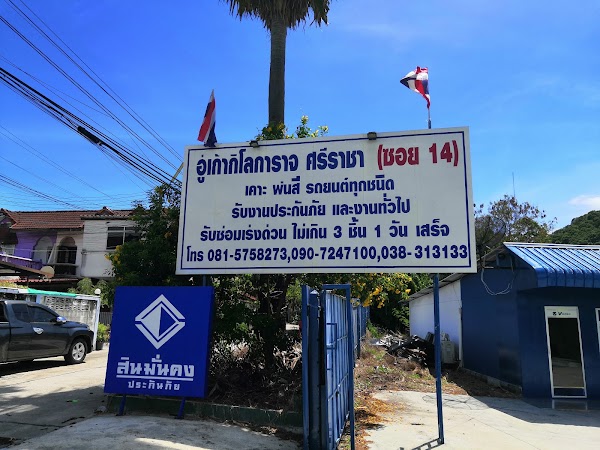 อู่เก้ากิโลการาจ ศรีราชา (ซอย 14)
เคาะ พ่นสี รถยนต์ทุกชนิด
รับงานประกันภัย และงานทั่วไป
รับซ่อมเร่งด่วน ไม่เกิน 3 ชิ้น 1 วัน เสร็จ
โทร 081-5758273,090-7247100,038-313133
สินมั่นคง
ประกันภัย